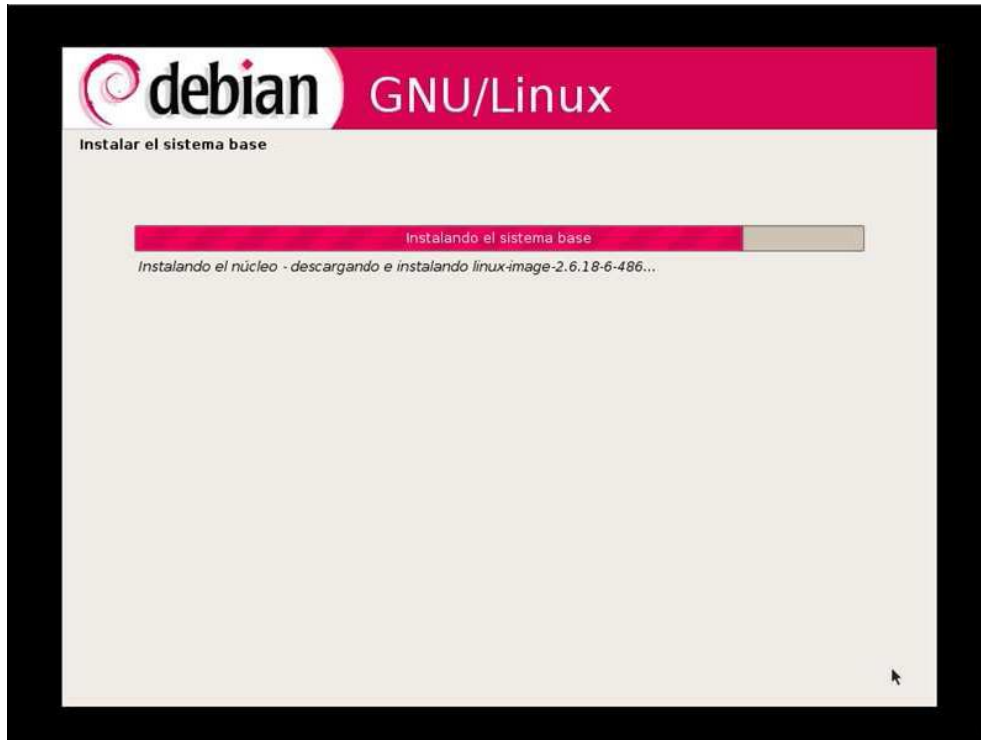 debian GNU/Linux
Instalar el sistema base
Instalando el sistema base
Instalando el núcleo - descargando e instalando linux-image-2.6.18-6-486...